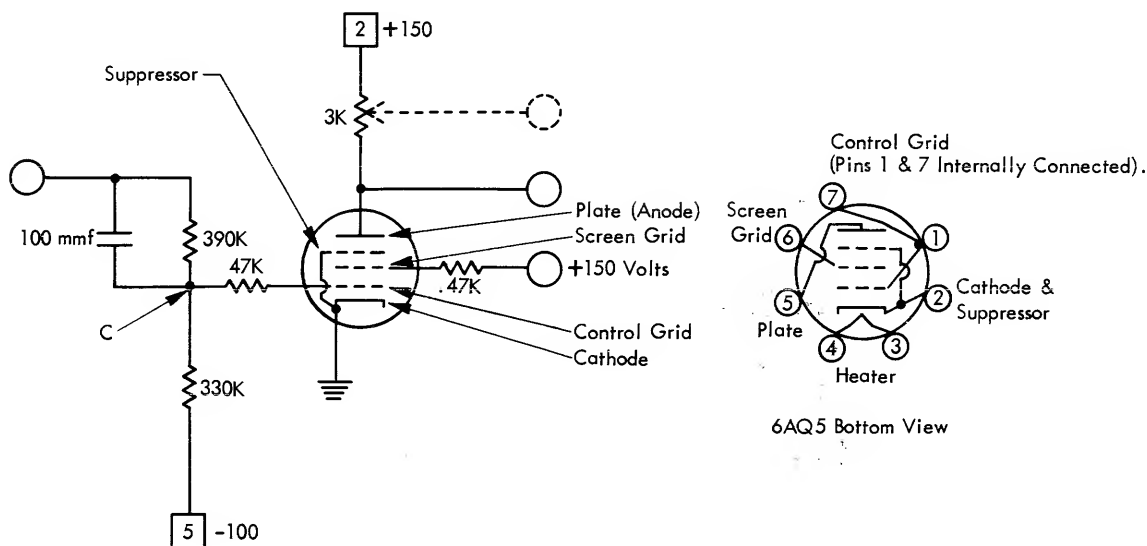 2 +150
Suppressor
3K
Control Grid
(Pins 1 & 7 Internally Connected).
7
Plate (Anode)
Screen Grid
Screen
Grid
6
1
100 mmf
390K
47K
.47K
+150 Volts
5
2
Cathode &
Suppressor
Plate
C
Control Grid
Cathode
4
3
Heater
330K
6AQ5 Bottom View
5 -100